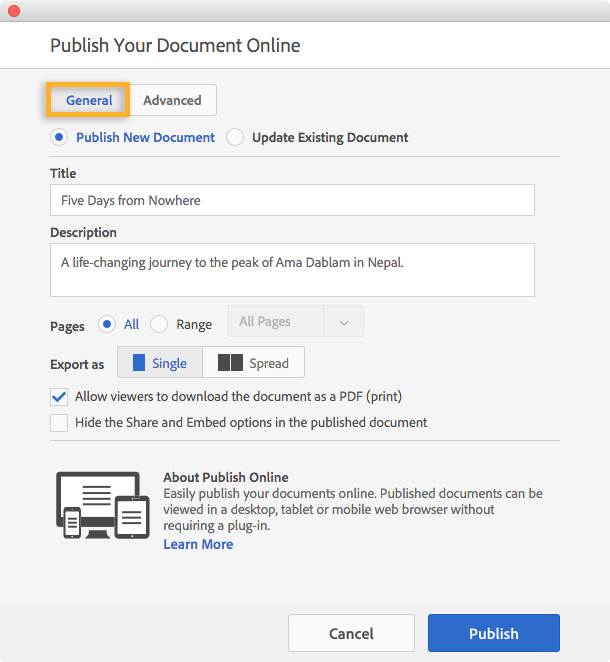 Publish Your Document Online
General Advanced
Publish New Document Update Existing Document
Title
Five Days from Nowhere
Description
A life-changing journey to the peak of Ama Dablam in Nepal.
Pages All Range All Pages
Export as Single Spread
Allow viewers to download the document as a PDF (print)
Hide the Share and Embed options in the published document
About Publish Online
Easily publish your documents online. Published documents can be
viewed in a desktop, tablet or mobile web browser without
requiring a plug-in.
Learn More
Cancel Publish